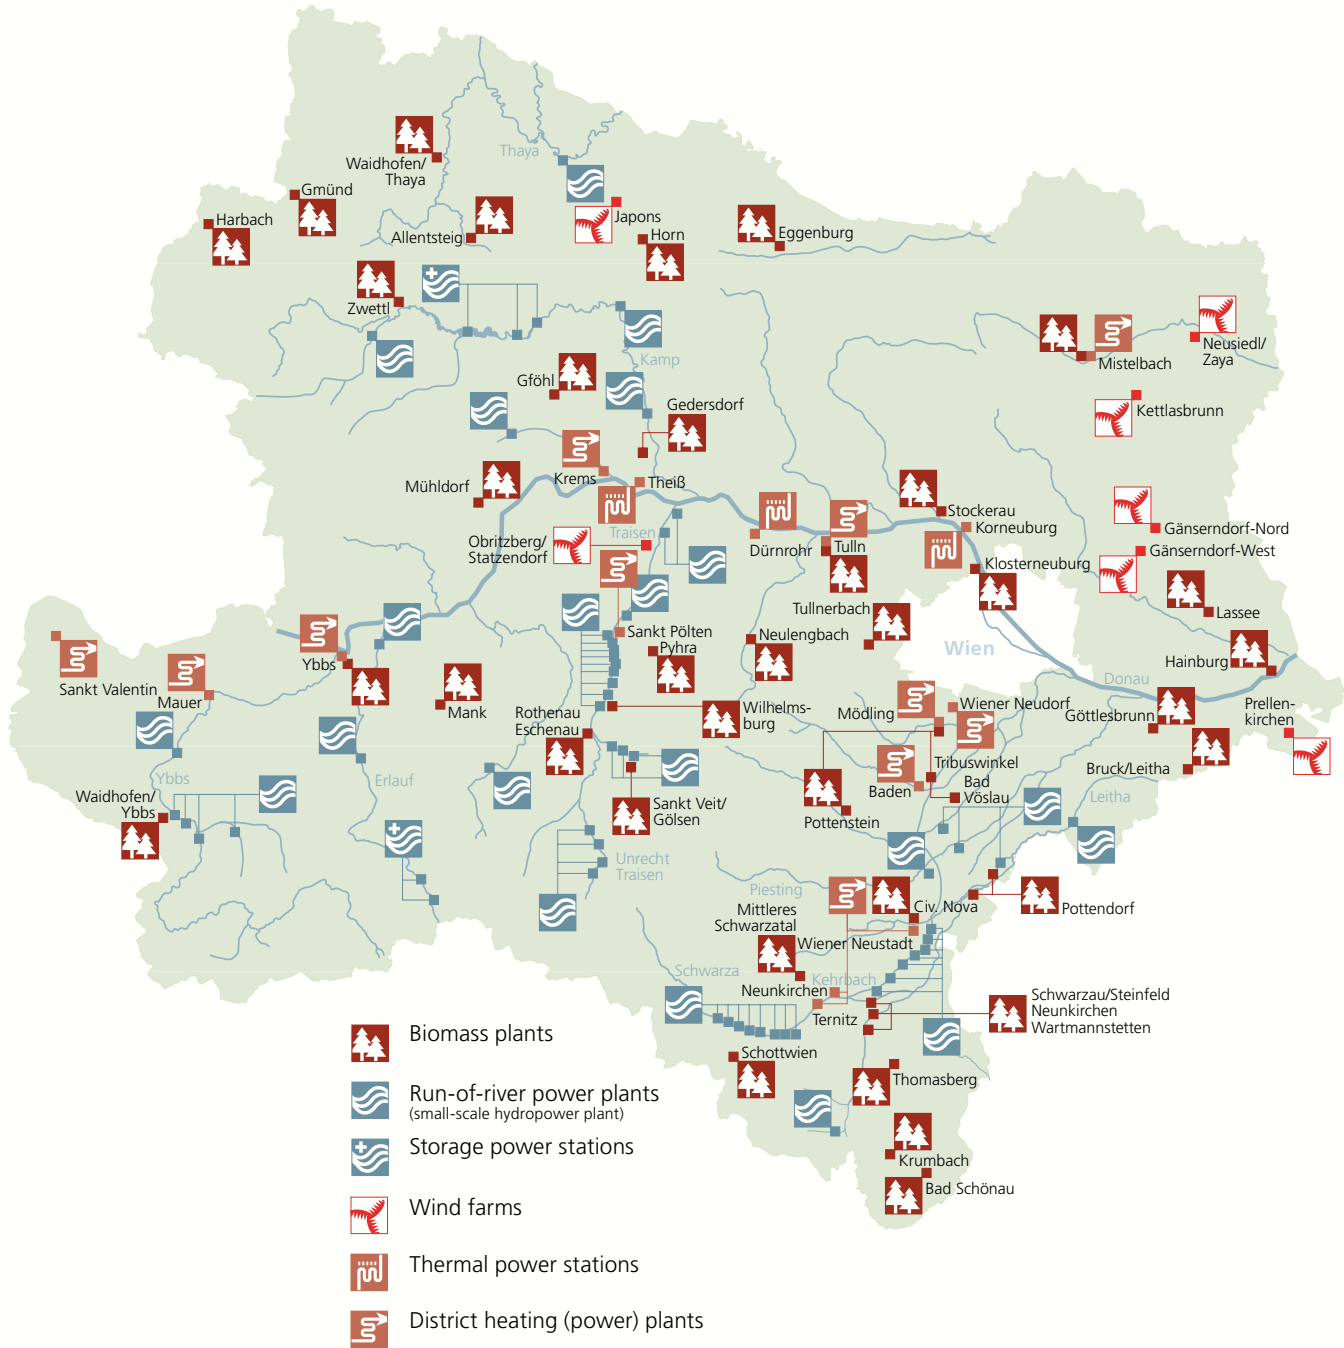 Thaya
Waidhofen/
Thaya
Gmünd
Harbach
Allentsteig
Japons
Horn
Eggenburg
Zwettl
Kamp
Neusiedl/
Zaya
Mistelbach
Kettlasbrunn
Gföhl
Gedersdorf
Krems
Theiß
Mühldorf
Traisen
Obritzberg/
Statzendorf
Dürnrohr
Tulln
Stockerau
Korneuburg
Klosterneuburg
Gänserndorf-Nord
Gänserndorf-West
Lassee
Tullnerbach
Neulengbach
Wien
Hainburg
Donau
Sankt Pölten
Pyhra
Ybbs
Sankt Valentin
Mauer
Mank
Rothenau
Eschenau
Wilhelms-
burg
Mödling
Wiener Neudorf
Göttlesbrunn
Prellen-
kirchen
Bruck/Leitha
Leitha
Tribuswinkel
Baden
Bad
Vöslau
Pottenstein
Ybbs
Erlauf
Waidhofen/
Ybbs
Sankt Veit/
Gölsen
Unrecht
Traisen
Piesting
Mittleres
Schwarzatal
Civ. Nova
Pottendorf
Wiener Neustadt
Schwarza
Kehrbach
Neunkirchen
Ternitz
Schwarzau/Steinfeld
Neunkirchen
Wartmannstetten
Schottwien
Thomasberg
Krumbach
Bad Schönau
Biomass plants
Run-of-river power plants
(small-scale hydropower plant)
Storage power stations
Wind farms
Thermal power stations
District heating (power) plants